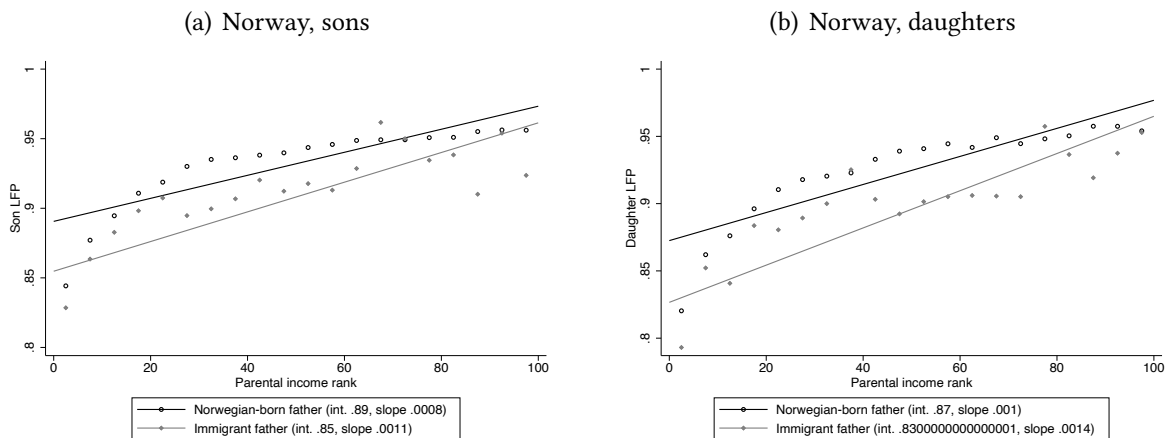 (a) Norway, sons
1
.95
.9
.85
.8
Son LFP
0 20 40 60 80 100
Parental income rank
Norwegian-born father (int. .89, slope .0008)
Immigrant father (int. .85, slope .0011)
(b) Norway, daughters
1
.95
.9
.85
.8
Daughter LFP
0 20 40 60 80 100
Parental income rank
Norwegian-born father (int. .87, slope .001)
Immigrant father (int. .8300000000000001, slope .0014)